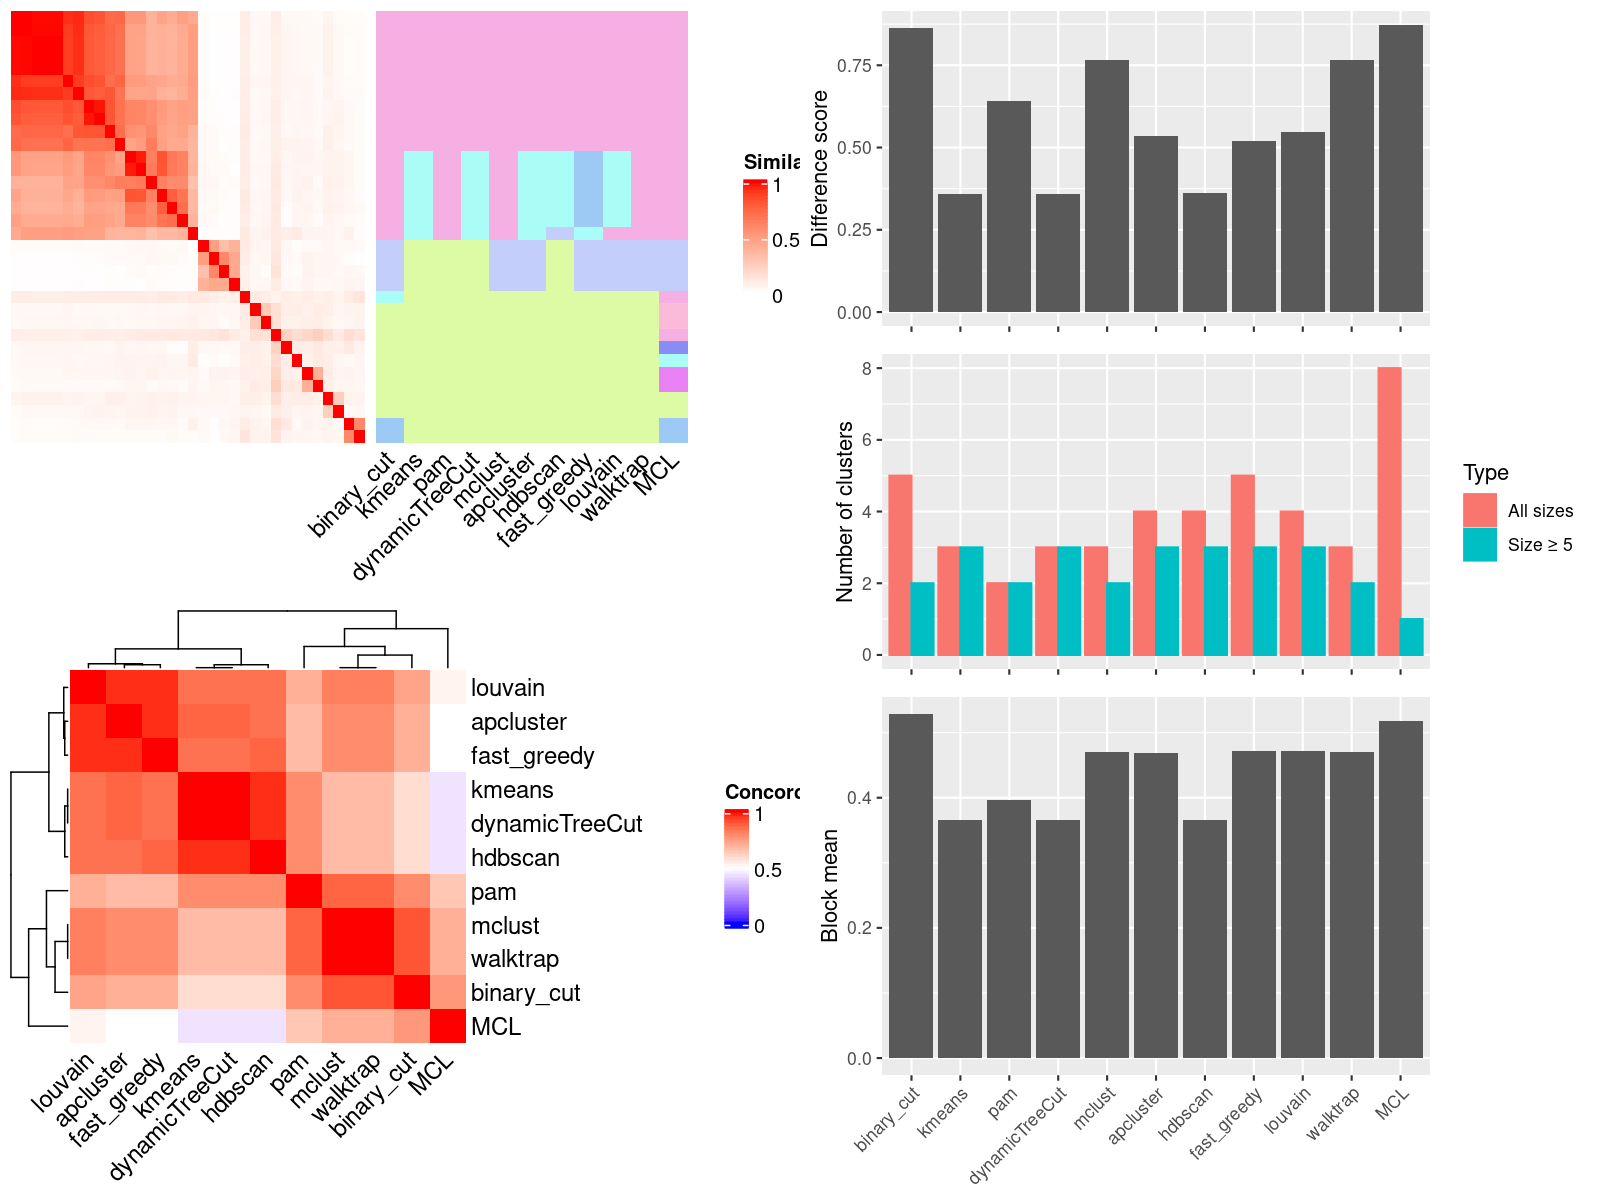 Simila
1
0.5
0
binary_cut
kmeans
pam
dynamicTreeCut
mclust
apcluster
hdbscan
fast_greedy
louvain
walktrap
MCL
louvain
apcluster
fast_greedy
kmeans
dynamicTreeCut
hdbscan
pam
mclust
walktrap
binary_cut
MCL
louvain
apcluster
fast_greedy
kmeans
dynamicTreeCut
hdbscan
pam
mclust
walktrap
binary_cut
MCL
Concord
1
0.5
0
Difference score
0.75
0.50
0.25
0.00
Number of clusters
8
6
4
2
0
Type
All sizes
Size ≥ 5
Block mean
0.4
0.2
0.0
binary_cut
kmeans
pam
dynamicTreeCut
mclust
apcluster
hdbscan
fast_greedy
louvain
walktrap
MCL